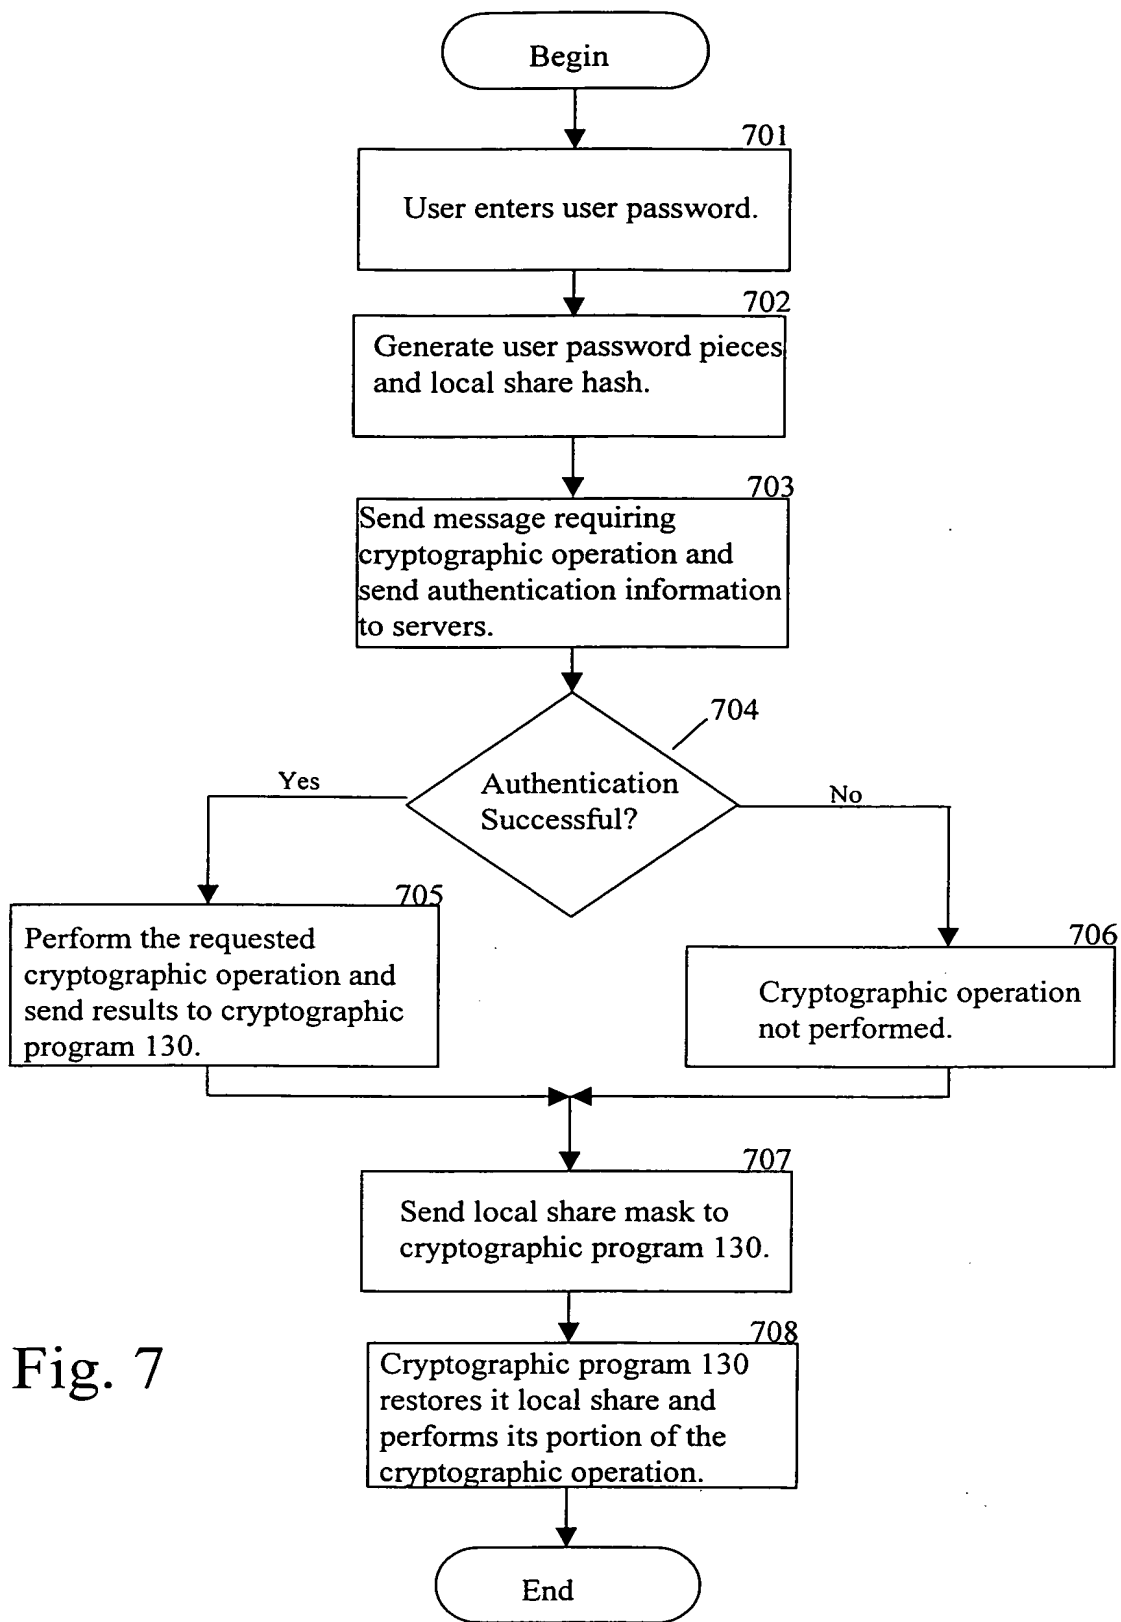 Begin
701
User enters user password.
702
Generate user password pieces
and local share hash.
703
Send message requiring
cryptographic operation and
send authentication information
to servers.
704
Authentication
Successful?
Yes
No
705
Perform the requested
cryptographic operation and
send results to cryptographic
program 130.
706
Cryptographic operation
not performed.
707
Send local share mask to
cryptographic program 130.
708
Cryptographic program 130
restores it local share and
performs its portion of the
cryptographic operation.
End
Fig. 7